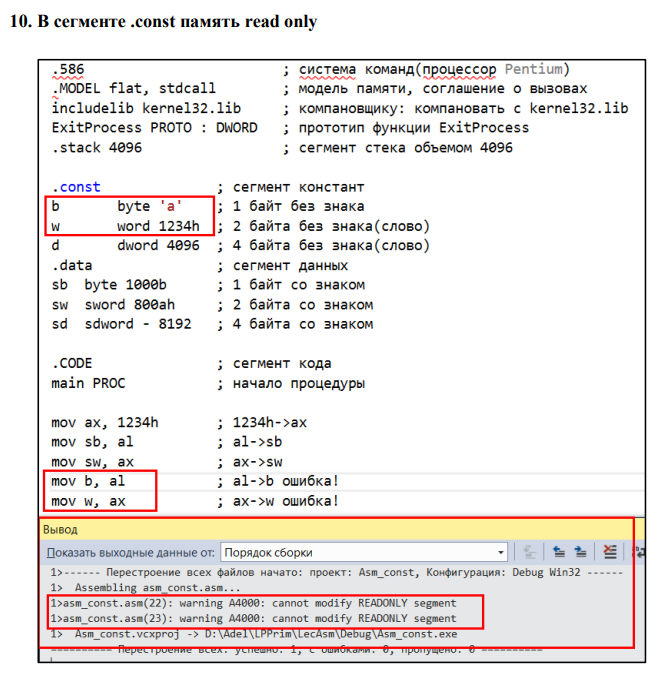 10. В сегменте .const память read only
.586 ; система команд(процессор Pentium)
.MODEL flat, stdcall ; модель памяти, соглашение о вызовах
includelib kernel32.lib ; компановщику: компановать с kernel32.lib
ExitProcess PROTO : DWORD ; прототип функции ExitProcess
.stack 4096 ; сегмент стека объемом 4096
.const ; сегмент констант
b byte 'a' ; 1 байт без знака
w word 1234h ; 2 байта без знака(слово)
d dword 4096 ; 4 байта без знака(слово)
.data ; сегмент данных
sb byte 1000b ; 1 байт со знаком
sw sword 800ah ; 2 байта со знаком
sd sdword - 8192 ; 4 байта со знаком
.CODE ; сегмент кода
main PROC ; начало процедуры
mov ax, 1234h ; 1234h->ax
mov sb, al ; al->sb
mov sw, ax ; ax->sw
mov b, al ; al->b ошибка!
mov w, ax ; ax->w ошибка!
Вывод
Показать выходные данные от: Порядок сборки
1>------ Перестроение всех файлов начато: проект: Asm_const, Конфигурация: Debug Win32 ------
1> Assembling asm_const.asm...
1>asm_const.asm(22): warning A4000: cannot modify READONLY segment
1>asm_const.asm(23): warning A4000: cannot modify READONLY segment
1> Asm_const.vcxproj -> D:\Adel\LPPrim\LecAsm\Debug\Asm_const.exe
========== Перестроение всех: успешно: 1, с ошибками: 0, пропущено: 0 ==========